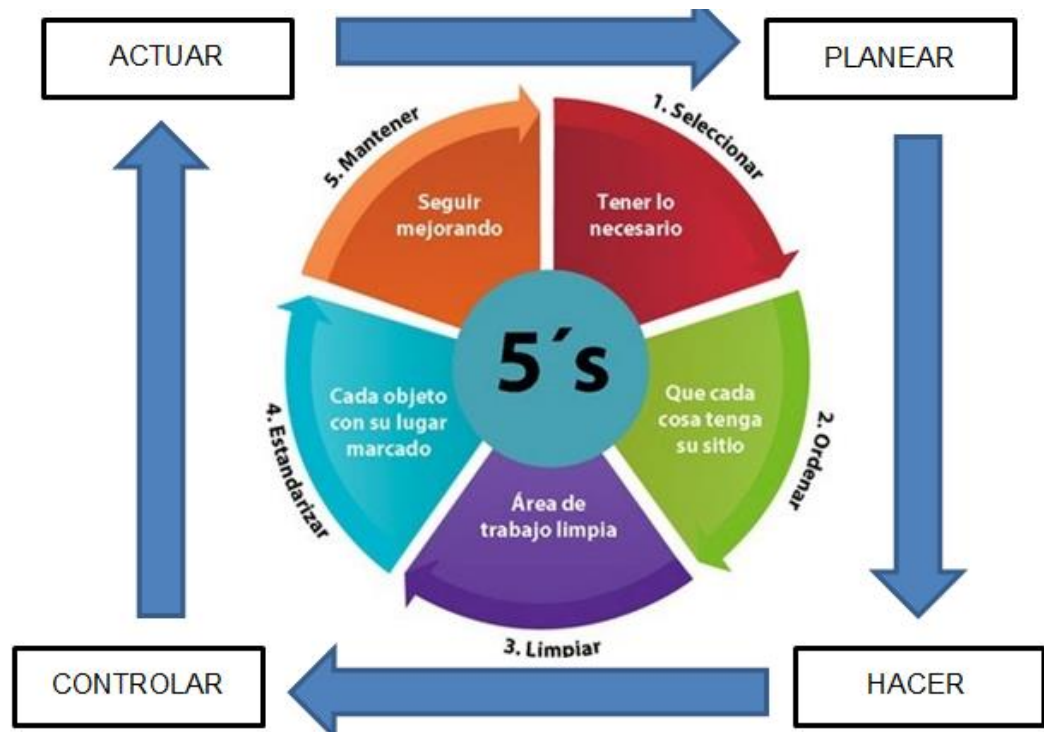 ACTUAR
PLANEAR
1. Seleccionar
Tener lo
necesario
5. Mantener
Seguir
mejorando
5´s
Que cada
cosa tenga
su sitio
2. Ordenar
Cada objeto
con su lugar
marcado
4. Estandarizar
Área de
trabajo limpia
3. Limpiar
CONTROLAR
HACER